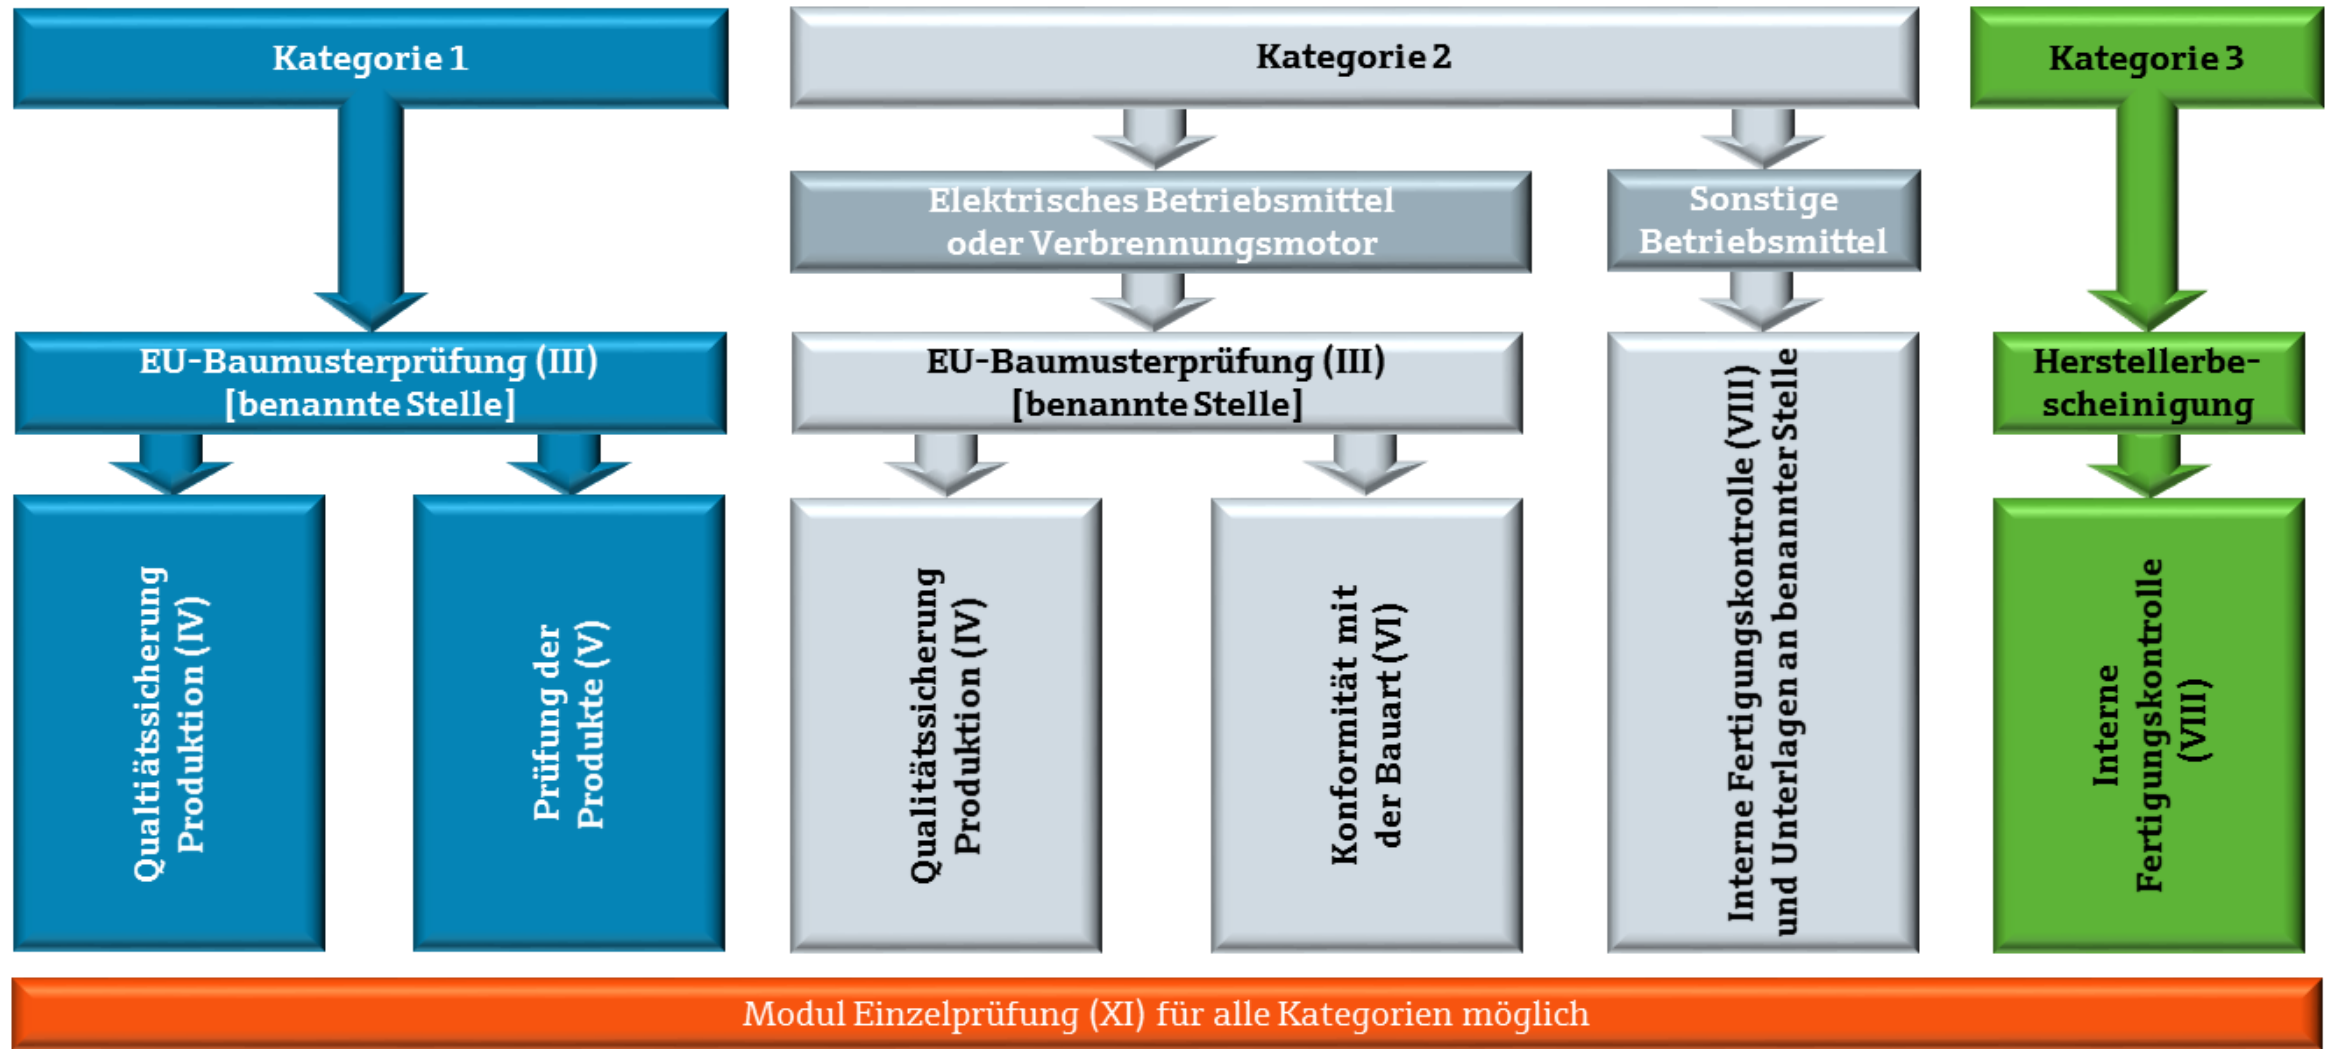 Kategorie 1
Kategorie 2
Kategorie 3
Elektrisches Betriebsmittel
oder Verbrennungsmotor
Sonstige
Betriebsmittel
EU-Baumusterprüfung (III)
[benannte Stelle]
EU-Baumusterprüfung (III)
[benannte Stelle]
Herstellerbe-
scheinigung
Qualtiätssicherung
Produktion (IV)
Prüfung der
Produkte (V)
Qualitätssicherung
Produktion (IV)
Konformität mit
der Bauart (VI)
Interne Fertigungskontrolle (VIII)
und Unterlagen an benannter Stelle
Interne
Fertigungskontrolle
(VIII)
Modul Einzelprüfung (XI) für alle Kategorien möglich